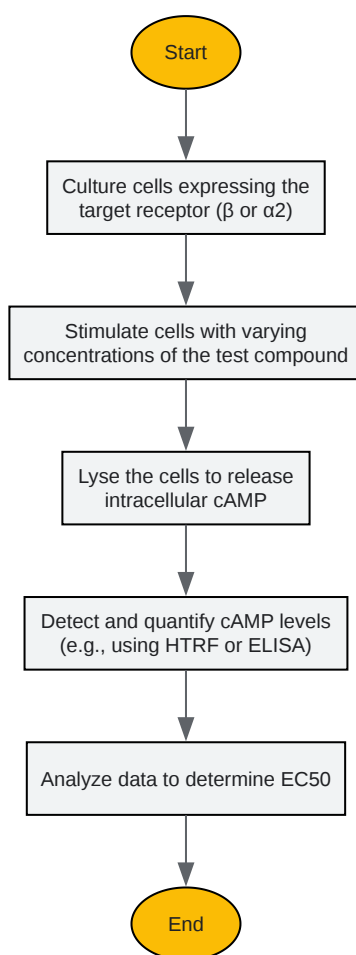 Start
Culture cells expressing the
target receptor (β or α2)
Stimulate cells with varying
concentrations of the test compound
Lyse the cells to release
intracellular cAMP
Detect and quantify cAMP levels
(e.g., using HTRF or ELISA)
Analyze data to determine EC50
End